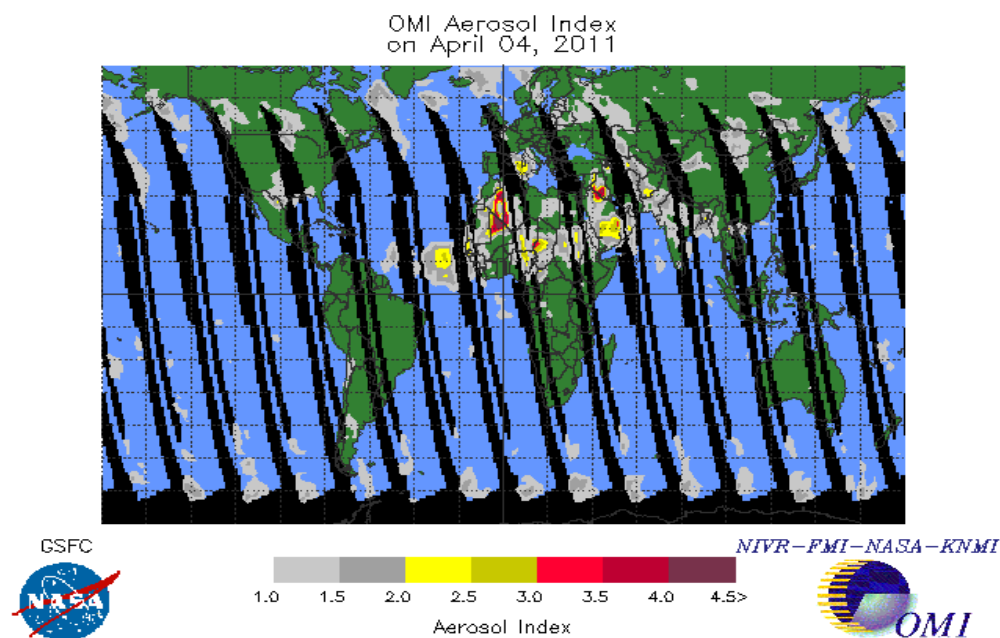 OMI Aerosol Index
on April 04, 2011
GSFC
NIVR-FMI-NASA-KNMI
NASA
1.0 1.5 2.0 2.5 3.0 3.5 4.0 4.5>
Aerosol Index
OMI